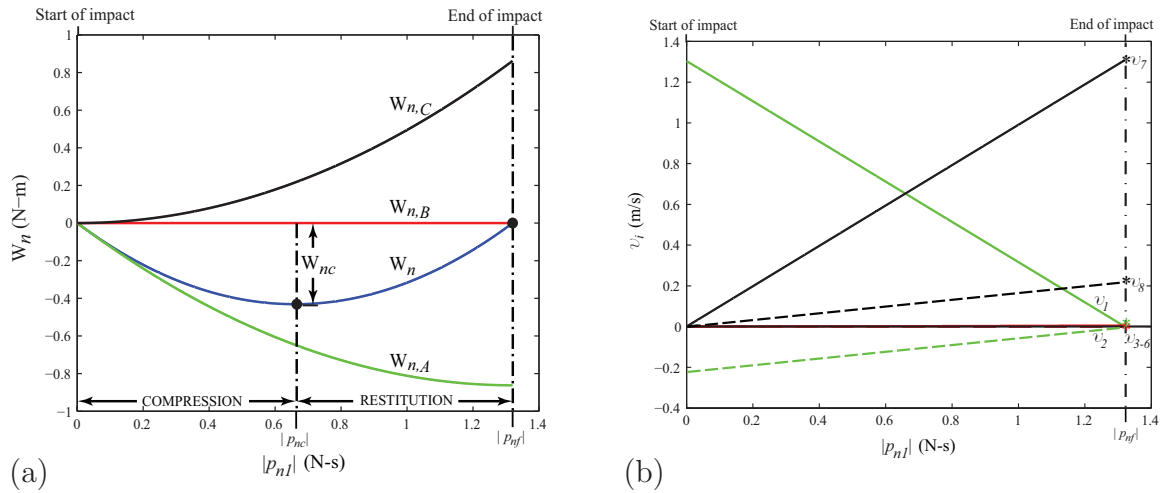 Start of impact
End of impact
1
0.8
0.6
0.4
0.2
0
−0.2
−0.4
−0.6
−0.8
−1
W_n (N−m)
W_{n,C}
W_{n,B}
W_{nc}
W_n
W_{n,A}
COMPRESSION
RESTITUTION
0 0.2 0.4 0.6 0.8 1 1.2 1.4
|p_{nc}| |p_{nf}|
|p_{n1}| (N-s)
(a)
Start of impact
End of impact
1.4
1.2
1
0.8
0.6
0.4
0.2
0
−0.2
−0.4
υ_i (m/s)
*υ_7
*υ_8
υ_1
υ_2 υ_{3-6}
0 0.2 0.4 0.6 0.8 1 1.2 1.4
|p_{nf}|
|p_{n1}| (N-s)
(b)